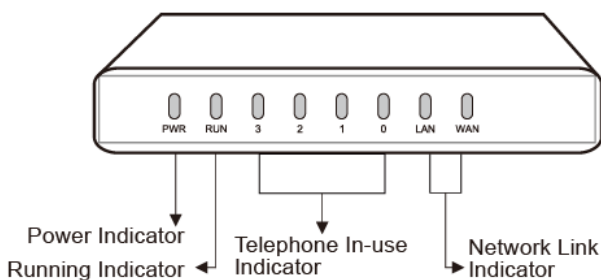 PWR RUN 3 2 1 0 LAN WAN
Power Indicator
Running Indicator
Telephone In-use
Indicator
Network Link
Indicator